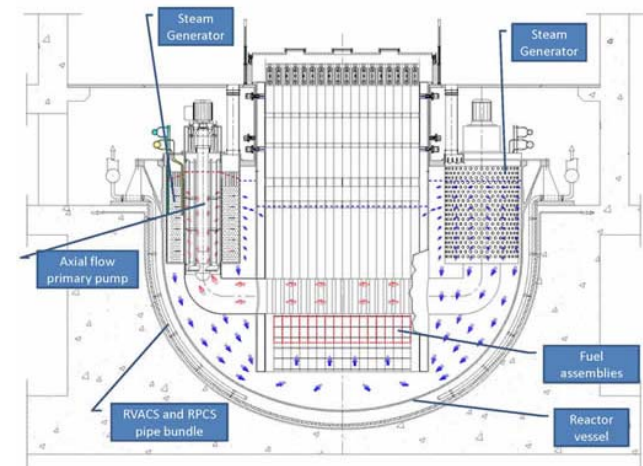 Steam
Generator
Steam
Generator
Axial flow
primary pump
Fuel
assemblies
RVACS and RPCS
pipe bundle
Reactor
vessel